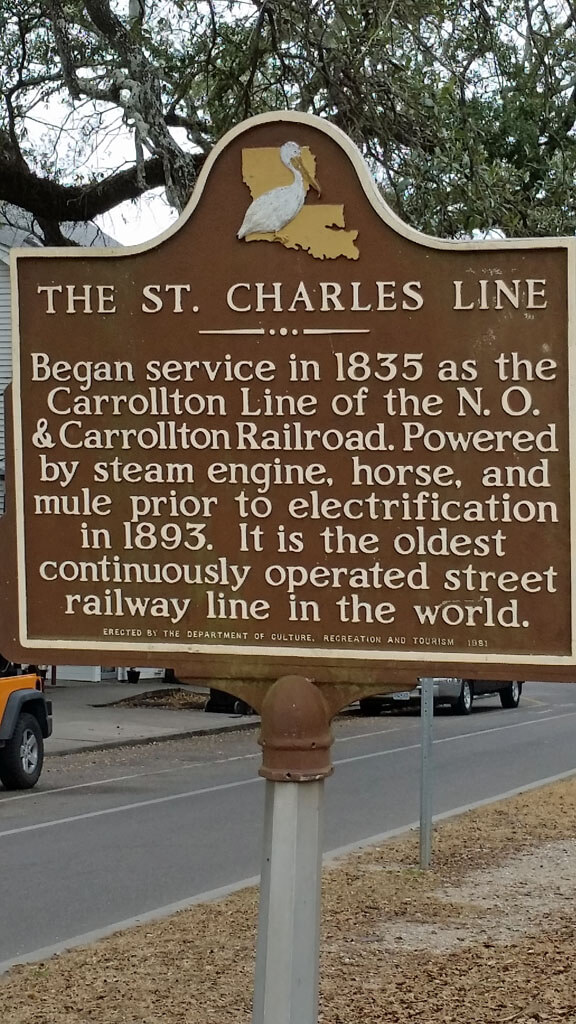 THE ST. CHARLES LINE
Began service in 1835 as the
Carrollton Line of the N. O.
& Carrollton Railroad. Powered
by steam engine, horse, and
mule prior to electrification
in 1893. It is the oldest
continuously operated street
railway line in the world.
ERECTED BY THE DEPARTMENT OF CULTURE, RECREATION AND TOURISM 1981